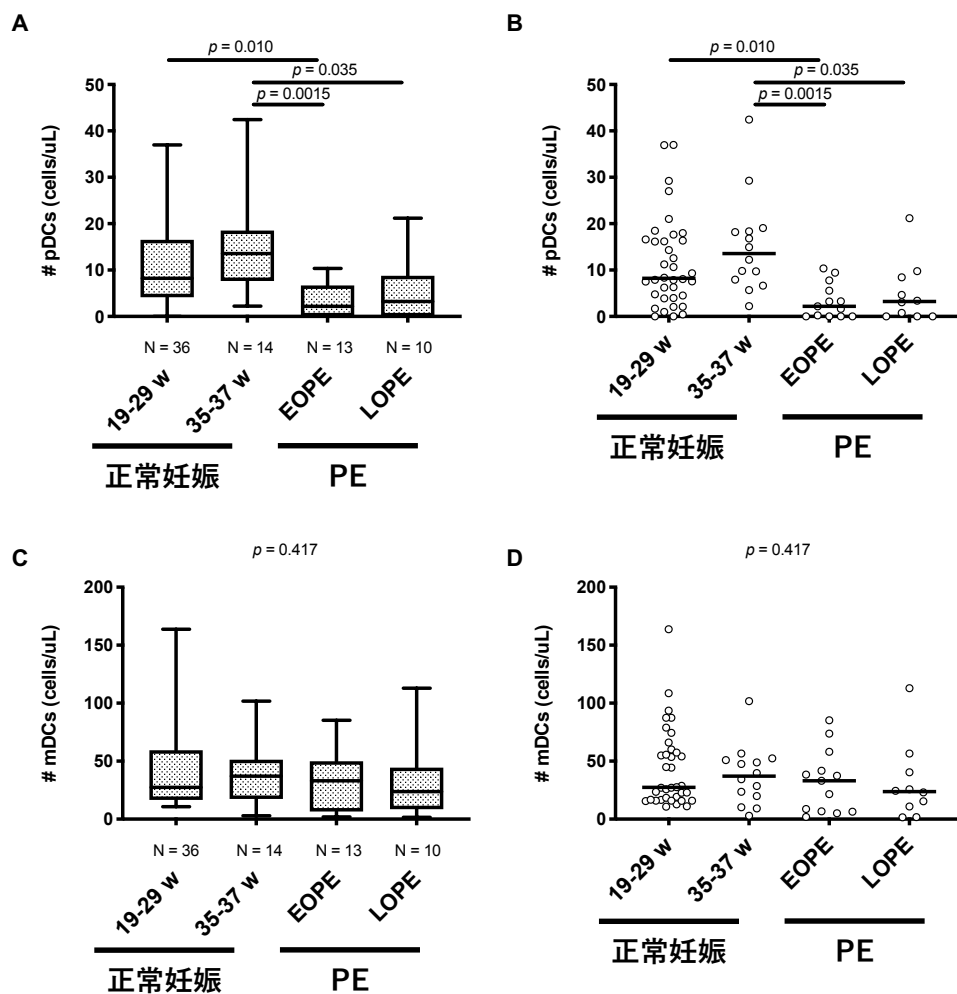 A
p = 0.010
p = 0.035
p = 0.0015
50
40
30
20
10
0
# pDCs (cells/uL)
N = 36 N = 14 N = 13 N = 10
19-29 w 35-37 w EOPE LOPE
正常妊娠 PE
B
p = 0.010
p = 0.035
p = 0.0015
50
40
30
20
10
0
# pDCs (cells/uL)
19-29 w 35-37 w EOPE LOPE
正常妊娠 PE
C
p = 0.417
200
150
100
50
0
# mDCs (cells/uL)
N = 36 N = 14 N = 13 N = 10
19-29 w 35-37 w EOPE LOPE
正常妊娠 PE
D
p = 0.417
200
150
100
50
0
# mDCs (cells/uL)
19-29 w 35-37 w EOPE LOPE
正常妊娠 PE